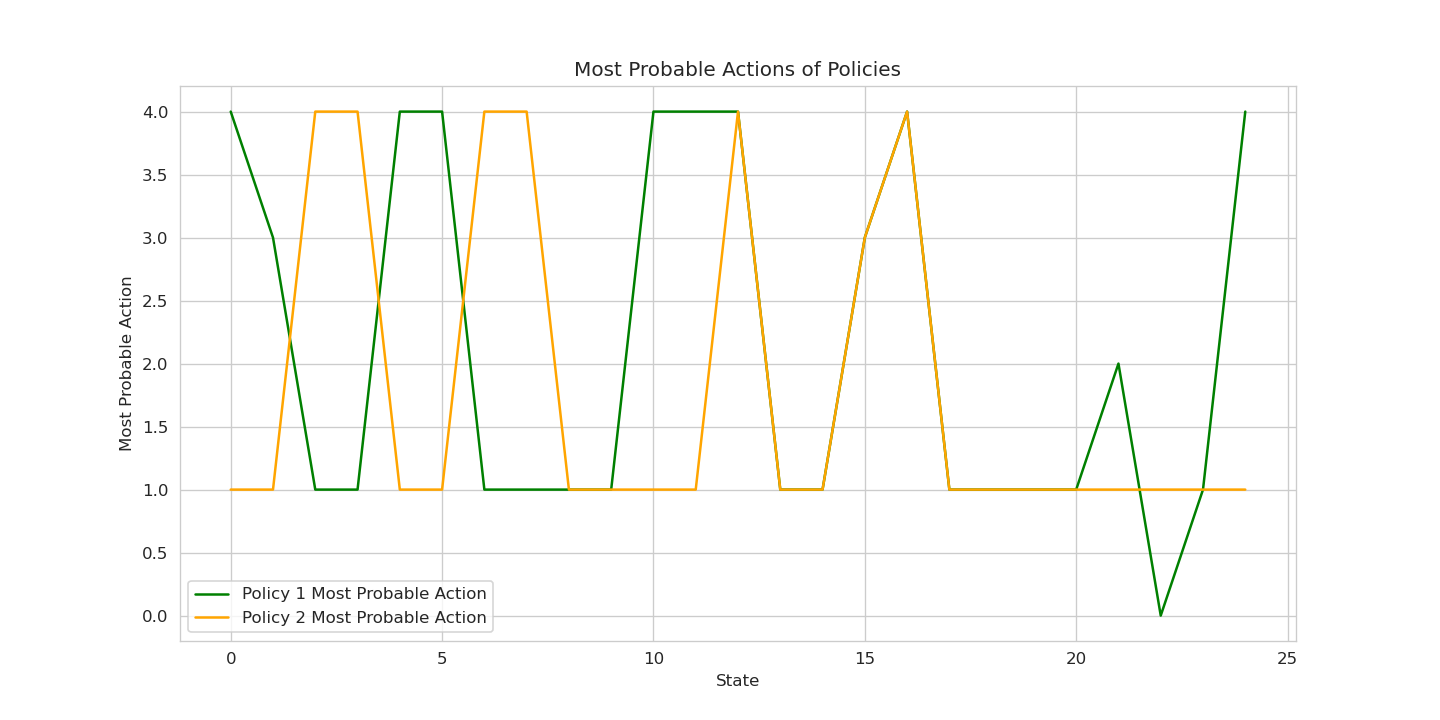 Most Probable Actions of Policies
Most Probable Action
4.0
3.5
3.0
2.5
2.0
1.5
1.0
0.5
0.0
Policy 1 Most Probable Action
Policy 2 Most Probable Action
0 5 10 15 20 25
State